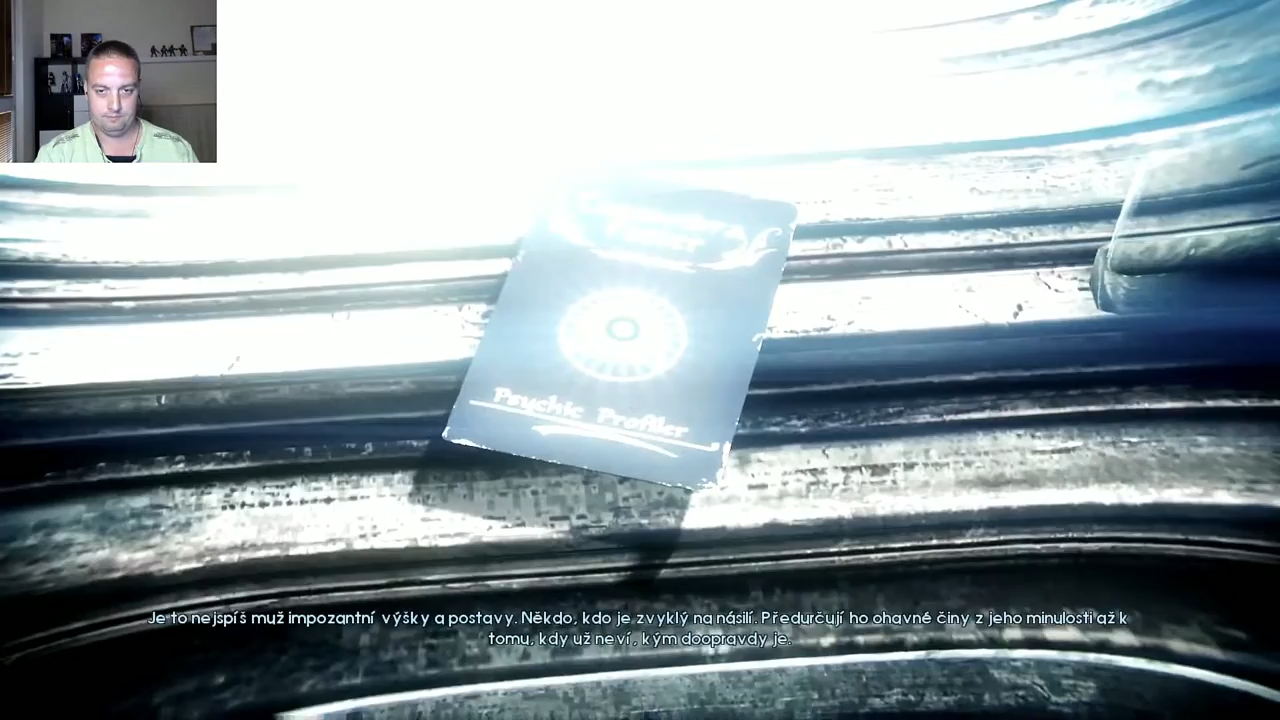 Psychic Profiler
Je to nejspíš muž impozantní výšky a postavy. Někdo, kdo je zvyklý na násilí. Předurčují ho ohavné činy z jeho minulosti až k
tomu, kdy už neví, kým doopravdy je.